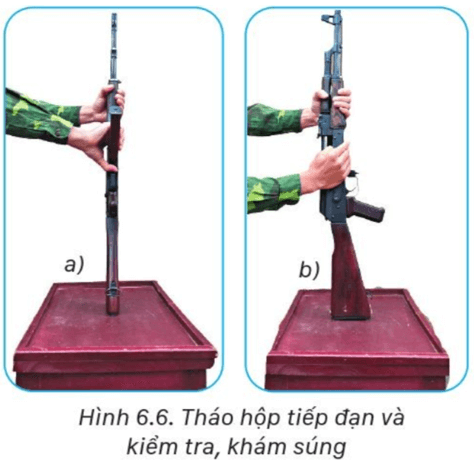 a)
b)
Hình 6.6. Tháo hộp tiếp đạn và
kiểm tra, khám súng